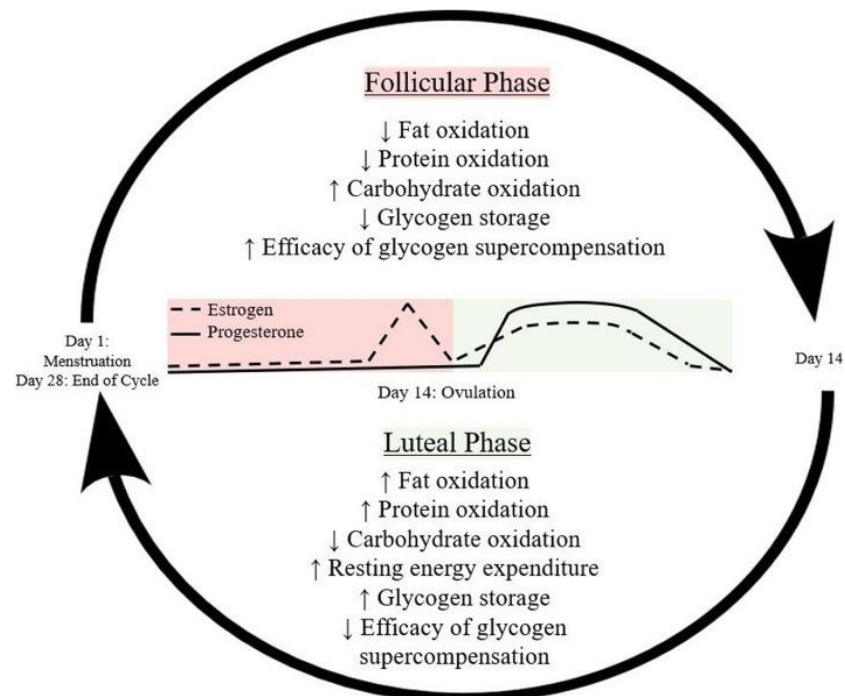 Follicular Phase
↓ Fat oxidation
↓ Protein oxidation
↑ Carbohydrate oxidation
↓ Glycogen storage
↑ Efficacy of glycogen supercompensation
Estrogen
Progesterone
Day 1:
Menstruation
Day 28: End of Cycle
Day 14
Day 14: Ovulation
Luteal Phase
↑ Fat oxidation
↑ Protein oxidation
↓ Carbohydrate oxidation
↑ Resting energy expenditure
↑ Glycogen storage
↓ Efficacy of glycogen
supercompensation